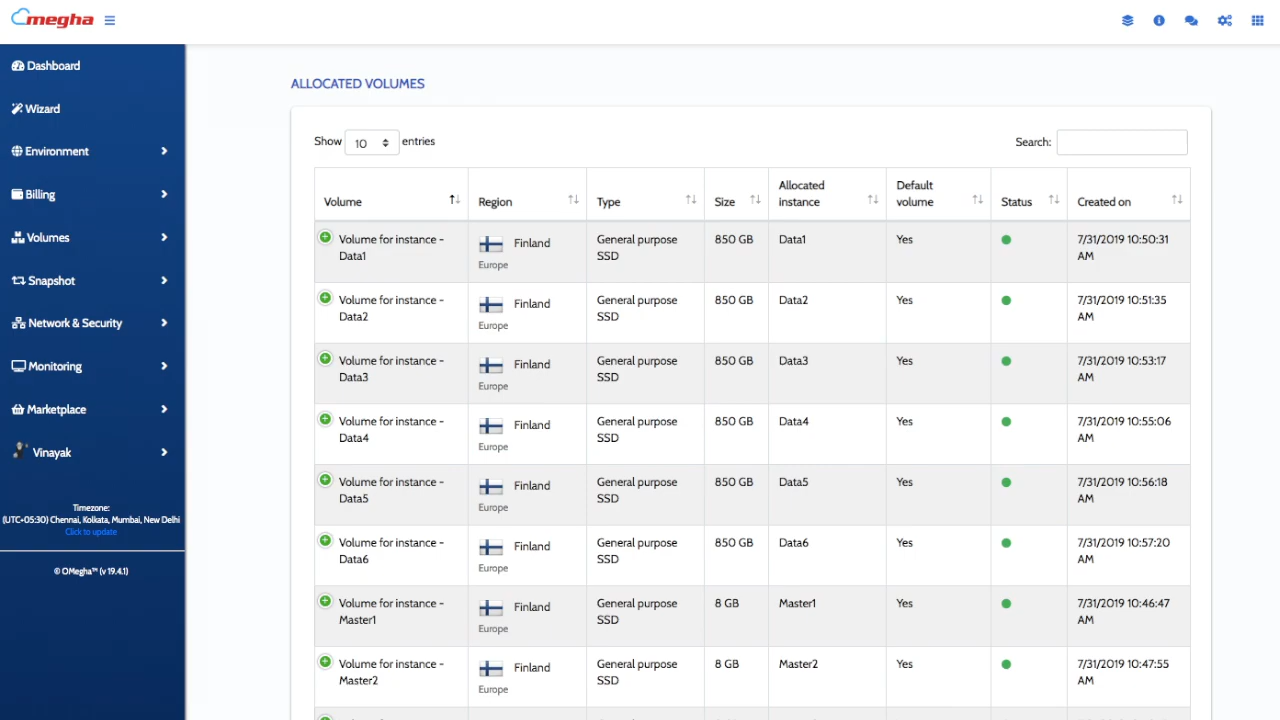 megha
Dashboard
Wizard
Environment
Billing
Volumes
Snapshot
Network & Security
Monitoring
Marketplace
Vinayak
Timezone:
(UTC+05:30) Chennai, Kolkata, Mumbai, New Delhi
Click to update
© OMegha™ (v 19.4.1)
ALLOCATED VOLUMES
Show 10 entries
Search:
Volume Region Type Size Allocated instance Default volume Status Created on
Volume for instance - Finland General purpose 850 GB Data1 Yes 7/31/2019 10:50:31
Data1 Europe SSD AM
Volume for instance - Finland General purpose 850 GB Data2 Yes 7/31/2019 10:51:35
Data2 Europe SSD AM
Volume for instance - Finland General purpose 850 GB Data3 Yes 7/31/2019 10:53:17
Data3 Europe SSD AM
Volume for instance - Finland General purpose 850 GB Data4 Yes 7/31/2019 10:55:06
Data4 Europe SSD AM
Volume for instance - Finland General purpose 850 GB Data5 Yes 7/31/2019 10:56:18
Data5 Europe SSD AM
Volume for instance - Finland General purpose 850 GB Data6 Yes 7/31/2019 10:57:20
Data6 Europe SSD AM
Volume for instance - Finland General purpose 8 GB Master1 Yes 7/31/2019 10:46:47
Master1 Europe SSD AM
Volume for instance - Finland General purpose 8 GB Master2 Yes 7/31/2019 10:47:55
Master2 Europe SSD AM